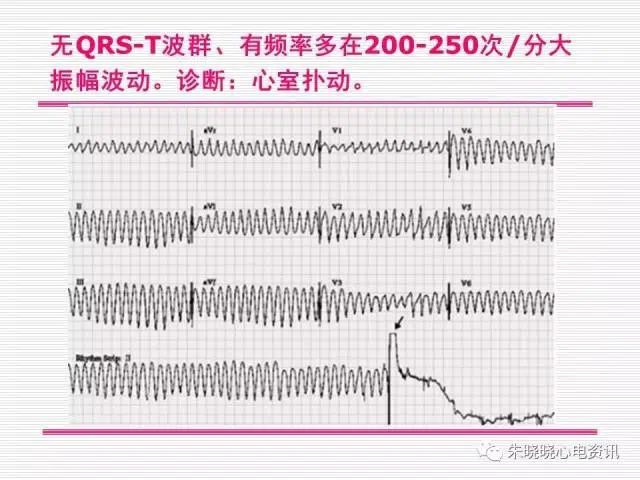 无QRS-T波群、有频率多在200-250次/分大
振幅波动。诊断：心室扑动。
I aVr V1 V4
II aVl V2 V5
III aVf V3 V6
Rhythm Strip: II
朱晓晓心电资讯